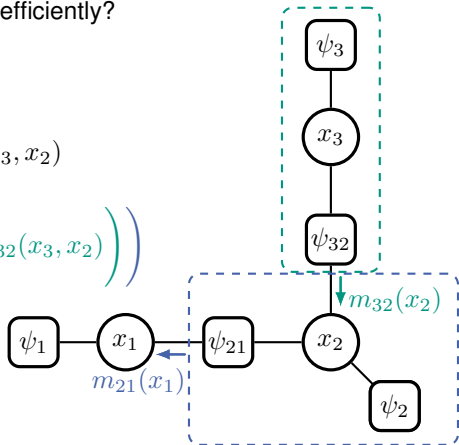 efficiently?
ψ₃
x₃
₃, x₂)
ψ₃₂
₃₂(x₃, x₂)))
m₃₂(x₂)
ψ₁ x₁ ψ₂₁ x₂
m₂₁(x₁)
ψ₂